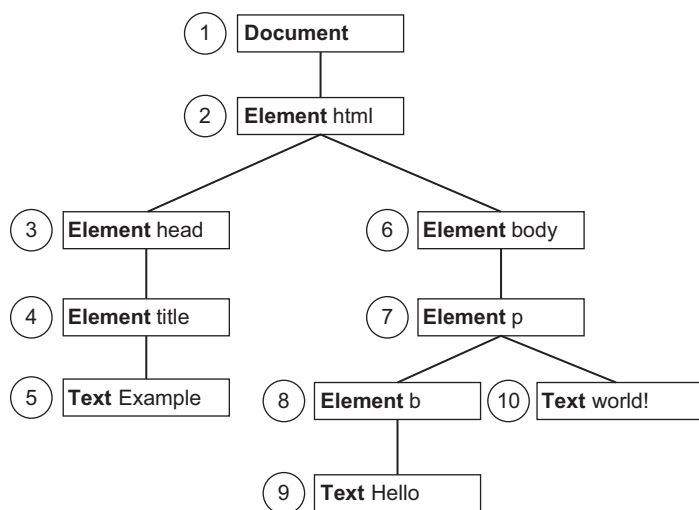 1 Document
2 Element html
3 Element head
6 Element body
4 Element title
7 Element p
5 Text Example
8 Element b
10 Text world!
9 Text Hello